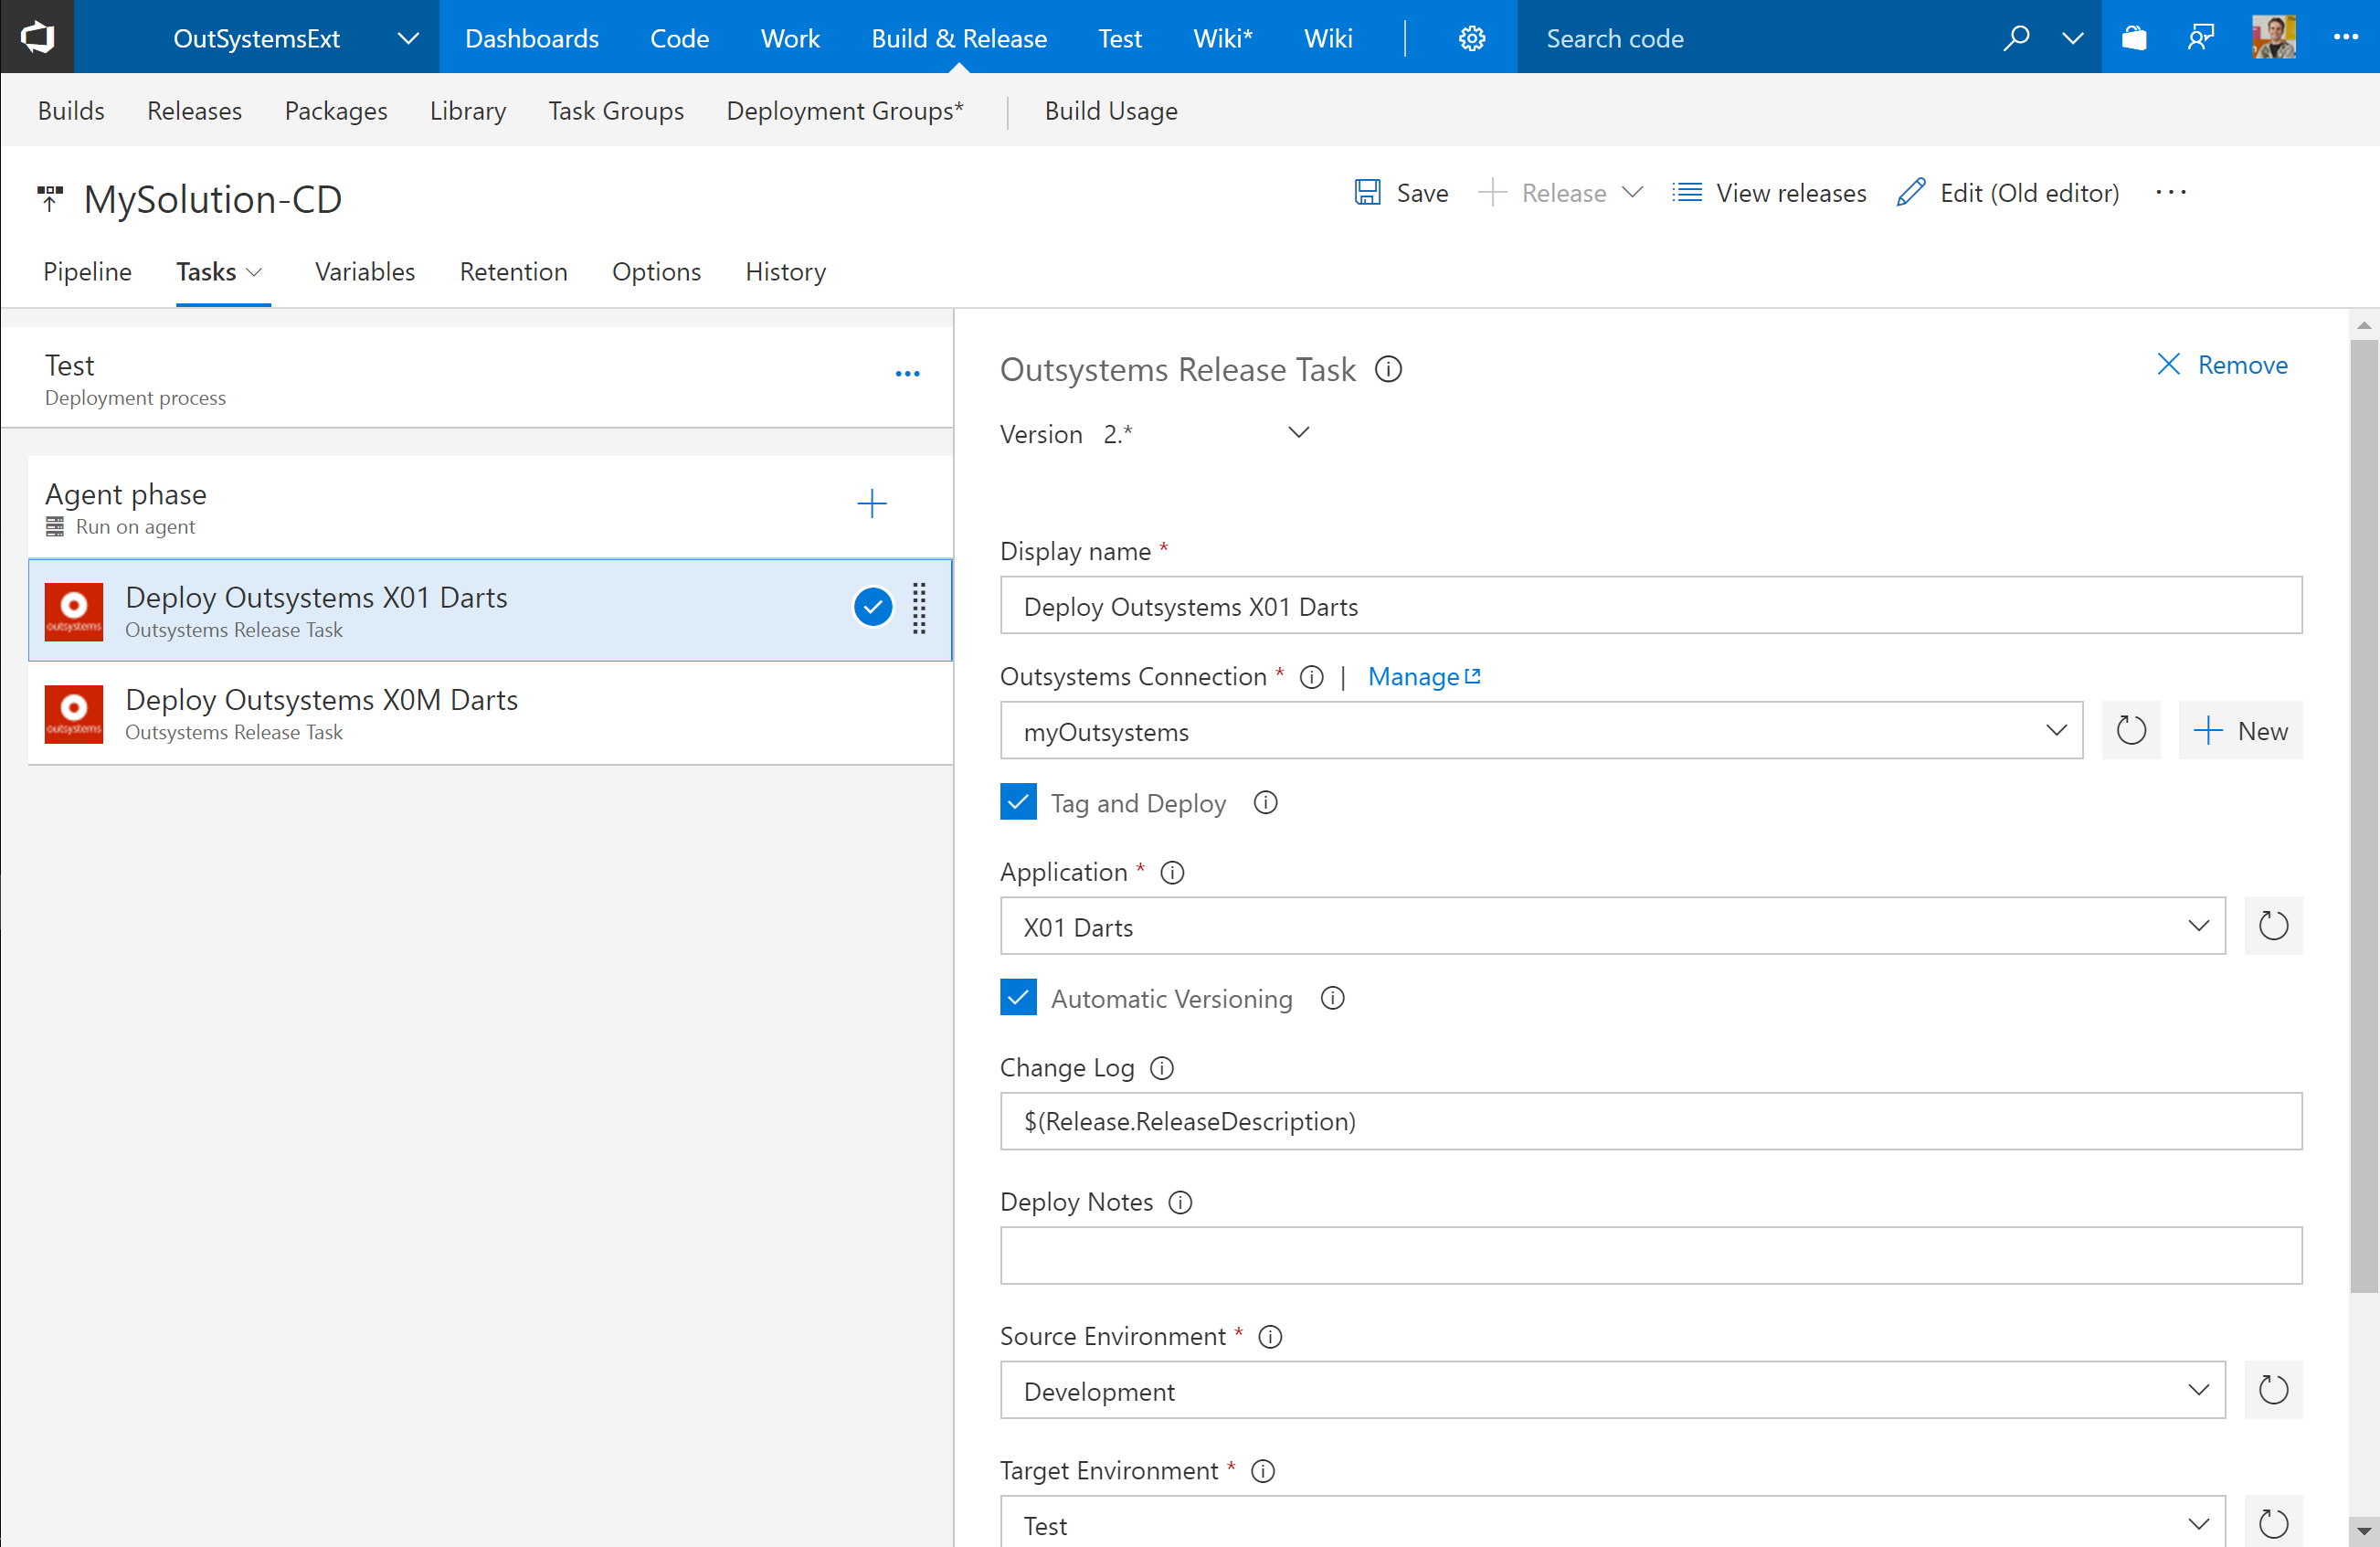 OutSystemsExt
Dashboards Code Work Build & Release Test Wiki* Wiki Search code
Builds Releases Packages Library Task Groups Deployment Groups* Build Usage
MySolution-CD Save Release View releases Edit (Old editor)
Pipeline Tasks Variables Retention Options History
Test
Deployment process
Agent phase
Run on agent
outsystems
Deploy Outsystems X01 Darts
Outsystems Release Task
outsystems
Deploy Outsystems X0M Darts
Outsystems Release Task
Outsystems Release Task Remove
Version 2.*
Display name *
Deploy Outsystems X01 Darts
Outsystems Connection * | Manage
myOutsystems New
Tag and Deploy
Application *
X01 Darts
Automatic Versioning
Change Log
$(Release.ReleaseDescription)
Deploy Notes
Source Environment *
Development
Target Environment *
Test